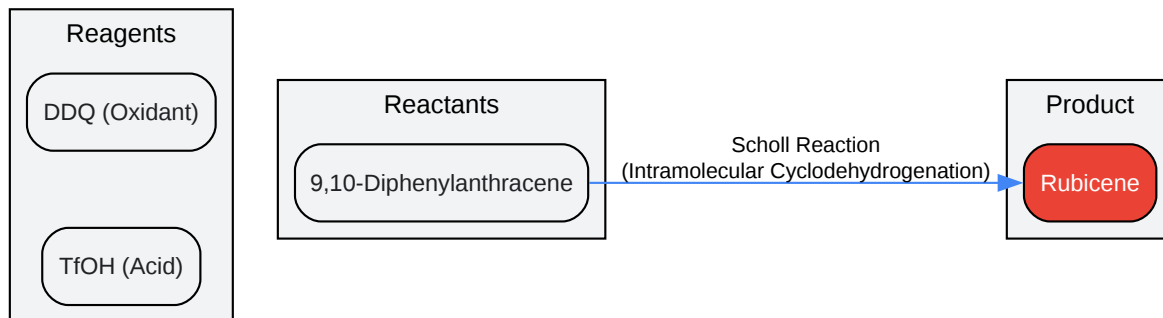 Reagents
DDQ (Oxidant)
TfOH (Acid)
Reactants
9,10-Diphenylanthracene
Scholl Reaction
(Intramolecular Cyclodehydrogenation)
Product
Rubicene